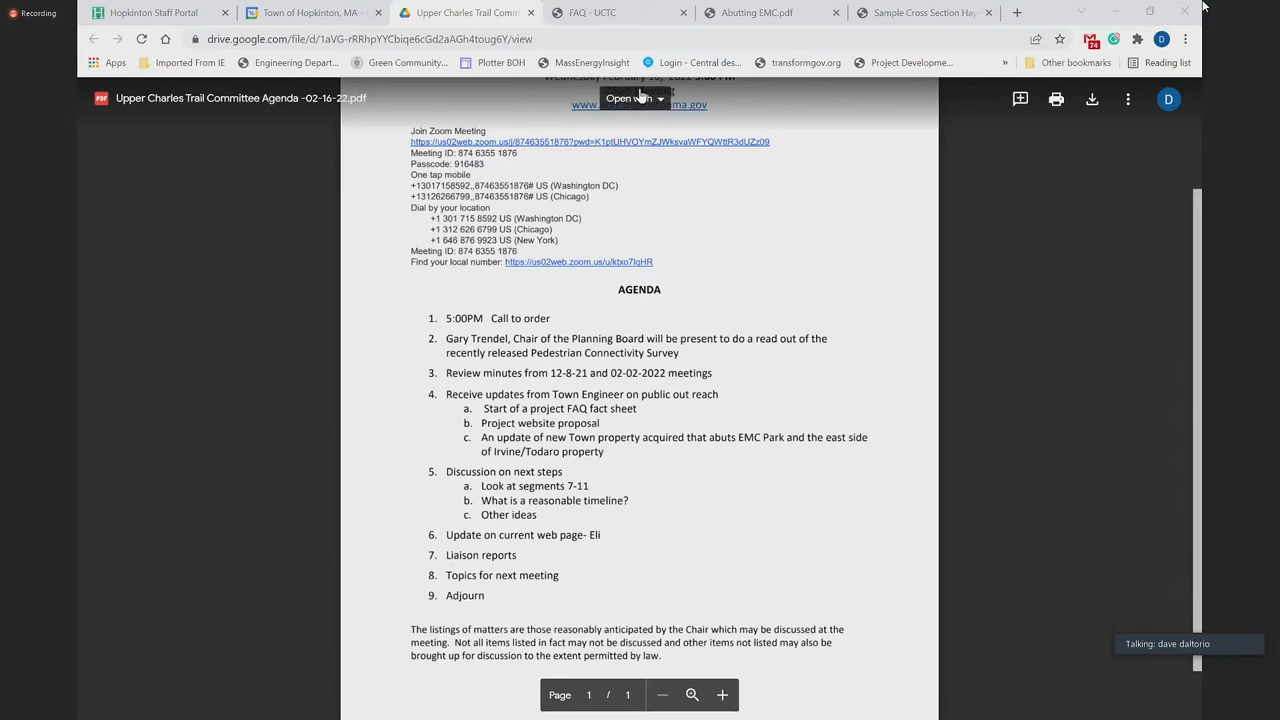 Recording
Hopkinton Staff Portal
Town of Hopkinton, MA -
Upper Charles Trail Comm
FAQ - UCTC
Abutting EMC.pdf
Sample Cross Section Hay
drive.google.com/file/d/1aVG-rRRhpYYCbiqe6cGd2aAGh4toug6Y/view
74
D
Apps
Imported From IE
Engineering Depart...
Green Community...
Plotter BOH
MassEnergyInsight
Login - Central des...
transformgov.org
Project Developme...
Reading list
PDF
Upper Charles Trail Committee Agenda -02-16-22.pdf
Open with
D
Join Zoom Meeting
https://us02web.zoom.us/j/87463551876?pwd=K1ptUHVOYmZJWksvaWFYQWttR3dUZz09
Meeting ID: 874 6355 1876
Passcode: 916483
One tap mobile
+13017158592,,87463551876# US (Washington DC)
+13126266799,,87463551876# US (Chicago)
Dial by your location
+1 301 715 8592 US (Washington DC)
+1 312 626 6799 US (Chicago)
+1 646 876 9923 US (New York)
Meeting ID: 874 6355 1876
Find your local number: https://us02web.zoom.us/u/ktxo7lqHR
AGENDA
1. 5:00PM Call to order
2. Gary Trendel, Chair of the Planning Board will be present to do a read out of the
recently released Pedestrian Connectivity Survey
3. Review minutes from 12-8-21 and 02-02-2022 meetings
4. Receive updates from Town Engineer on public out reach
a. Start of a project FAQ fact sheet
b. Project website proposal
c. An update of new Town property acquired that abuts EMC Park and the east side
of Irvine/Todaro property
5. Discussion on next steps
a. Look at segments 7-11
b. What is a reasonable timeline?
c. Other ideas
6. Update on current web page- Eli
7. Liaison reports
8. Topics for next meeting
9. Adjourn
The listings of matters are those reasonably anticipated by the Chair which may be discussed at the
meeting. Not all items listed in fact may not be discussed and other items not listed may also be
brought up for discussion to the extent permitted by law.
Talking: dave daltorio
Page 1 / 1